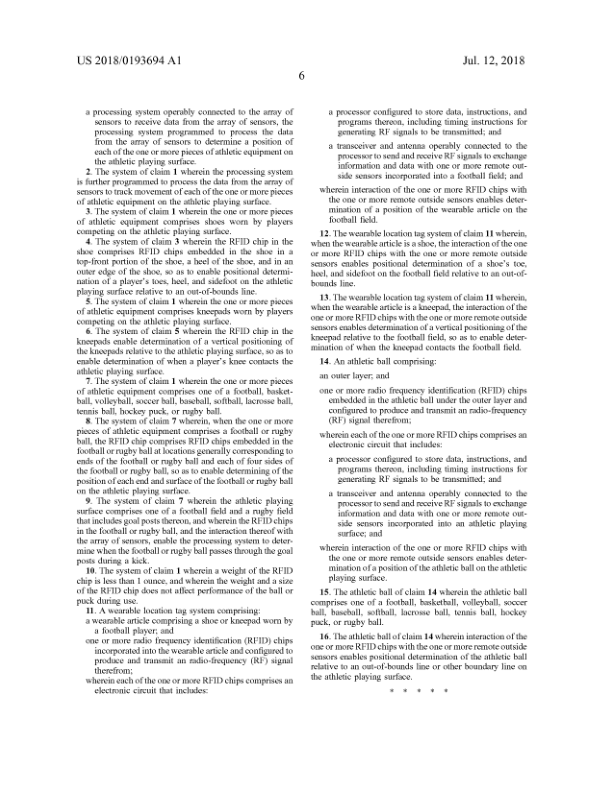 US 2018/0193694 A1
Jul. 12, 2018
6
a processing system operably connected to the array of
sensors to receive data from the array of sensors, the
processing system programmed to process the data
from the array of sensors to determine a position of
each of the one or more pieces of athletic equipment on
the athletic playing surface.
2. The system of claim 1 wherein the processing system
is further programmed to process the data from the array of
sensors to track movement of each of the one or more pieces
of athletic equipment on the athletic playing surface.
3. The system of claim 1 wherein the one or more pieces
of athletic equipment comprises shoes worn by players
competing on the athletic playing surface.
4. The system of claim 3 wherein the RFID chip in the
shoe comprises RFID chips embedded in the shoe in a
top-front portion of the shoe, a heel of the shoe, and in an
outer edge of the shoe, so as to enable positional determi-
nation of a player's toes, heel, and sidefoot on the athletic
playing surface relative to an out-of-bounds line.
5. The system of claim 1 wherein the one or more pieces
of athletic equipment comprises kneepads worn by players
competing on the athletic playing surface.
6. The system of claim 5 wherein the RFID chip in the
kneepads enable determination of a vertical positioning of
the kneepads relative to the athletic playing surface, so as to
enable determination of when a player's knee contacts the
athletic playing surface.
7. The system of claim 1 wherein the one or more pieces
of athletic equipment comprises one of a football, basket-
ball, volleyball, soccer ball, baseball, softball, lacrosse ball,
tennis ball, hockey puck, or rugby ball.
8. The system of claim 7 wherein, when the one or more
pieces of athletic equipment comprises a football or rugby
ball, the RFID chip comprises RFID chips embedded in the
football or rugby ball at locations generally corresponding to
ends of the football or rugby ball and each of four sides of
the football or rugby ball, so as to enable determining of the
position of each end and surface of the football or rugby ball
on the athletic playing surface.
9. The system of claim 7 wherein the athletic playing
surface comprises one of a football field and a rugby field
that includes goal posts thereon, and wherein the RFID chips
in the football or rugby ball, and the interaction thereof with
the array of sensors, enable the processing system to deter-
mine when the football or rugby ball passes through the goal
posts during a kick.
10. The system of claim 1 wherein a weight of the RFID
chip is less than 1 ounce, and wherein the weight and a size
of the RFID chip does not affect performance of the ball or
puck during use.
11. A wearable location tag system comprising:
a wearable article comprising a shoe or kneepad worn by
a football player; and
one or more radio frequency identification (RFID) chips
incorporated into the wearable article and configured to
produce and transmit an radio-frequency (RF) signal
therefrom;
wherein each of the one or more RFID chips comprises an
electronic circuit that includes:
a processor configured to store data, instructions, and
programs thereon, including timing instructions for
generating RF signals to be transmitted; and
a transceiver and antenna operably connected to the
processor to send and receive RF signals to exchange
information and data with one or more remote out-
side sensors incorporated into a football field; and
wherein interaction of the one or more RFID chips with
the one or more remote outside sensors enables deter-
mination of a position of the wearable article on the
football field.
12. The wearable location tag system of claim 11 wherein,
when the wearable article is a shoe, the interaction of the one
or more RFID chips with the one or more remote outside
sensors enables positional determination of a shoe's toe,
heel, and sidefoot on the football field relative to an out-of-
bounds line.
13. The wearable location tag system of claim 11 wherein,
when the wearable article is a kneepad, the interaction of the
one or more RFID chips with the one or more remote outside
sensors enables determination of a vertical positioning of the
kneepad relative to the football field, so as to enable deter-
mination of when the kneepad contacts the football field.
14. An athletic ball comprising:
an outer layer; and
one or more radio frequency identification (RFID) chips
embedded in the athletic ball under the outer layer and
configured to produce and transmit an radio-frequency
(RF) signal therefrom;
wherein each of the one or more RFID chips comprises an
electronic circuit that includes:
a processor configured to store data, instructions, and
programs thereon, including timing instructions for
generating RF signals to be transmitted; and
a transceiver and antenna operably connected to the
processor to send and receive RF signals to exchange
information and data with one or more remote out-
side sensors incorporated into an athletic playing
surface; and
wherein interaction of the one or more RFID chips with
the one or more remote outside sensors enables deter-
mination of a position of the athletic ball on the athletic
playing surface.
15. The athletic ball of claim 14 wherein the athletic ball
comprises one of a football, basketball, volleyball, soccer
ball, baseball, softball, lacrosse ball, tennis ball, hockey
puck, or rugby ball.
16. The athletic ball of claim 14 wherein interaction of the
one or more RFID chips with the one or more remote outside
sensors enables positional determination of the athletic ball
relative to an out-of-bounds line or other boundary line on
the athletic playing surface.
* * * * *